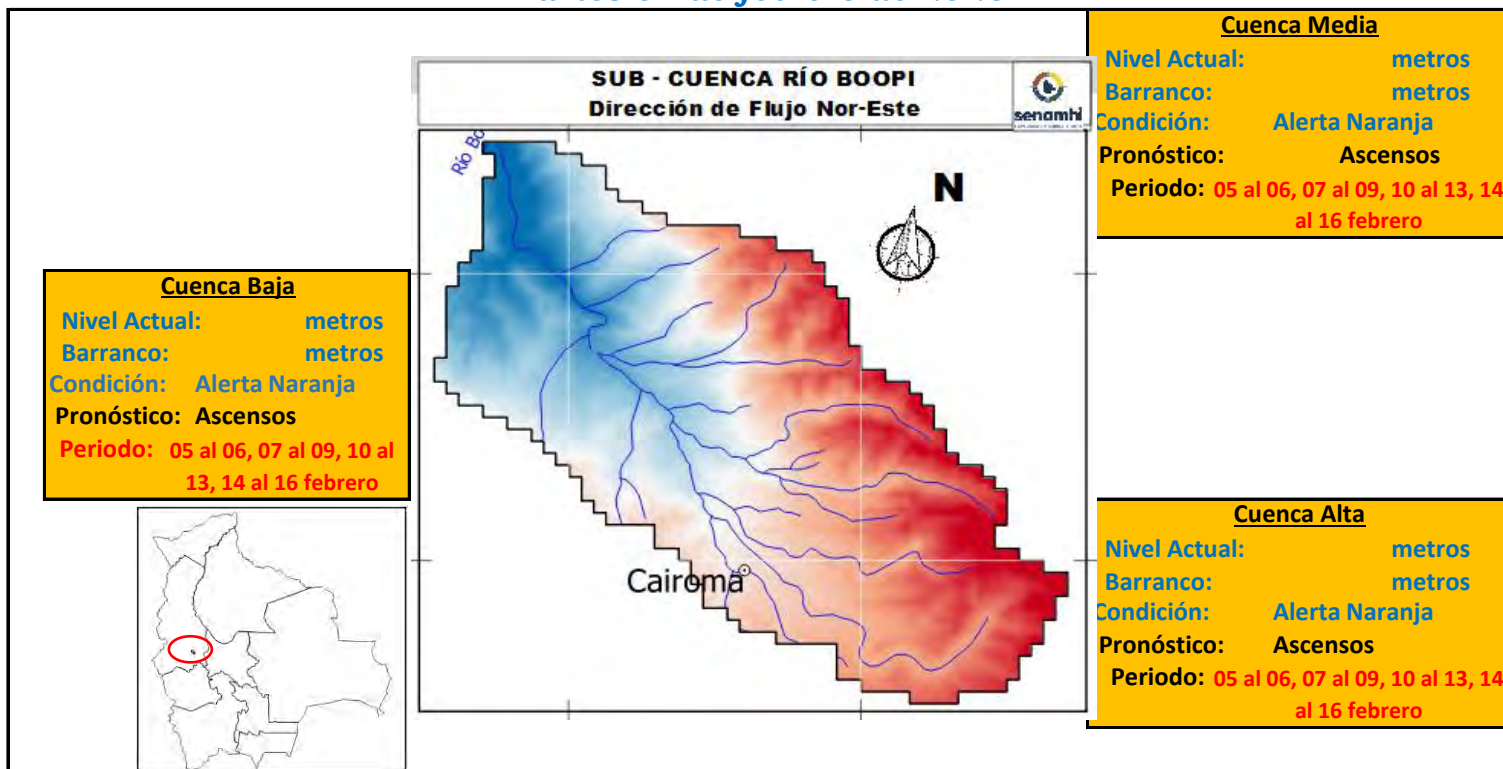 SUB - CUENCA RÍO BOOPI
Dirección de Flujo Nor-Este
senamhi
Río Bo
N
Cairoma
Cuenca Media
Nivel Actual: metros
Barranco: metros
Condición: Alerta Naranja
Pronóstico: Ascensos
Periodo: 05 al 06, 07 al 09, 10 al 13, 14
al 16 febrero
Cuenca Baja
Nivel Actual: metros
Barranco: metros
Condición: Alerta Naranja
Pronóstico: Ascensos
Periodo: 05 al 06, 07 al 09, 10 al
13, 14 al 16 febrero
Cuenca Alta
Nivel Actual: metros
Barranco: metros
Condición: Alerta Naranja
Pronóstico: Ascensos
Periodo: 05 al 06, 07 al 09, 10 al 13, 14
al 16 febrero